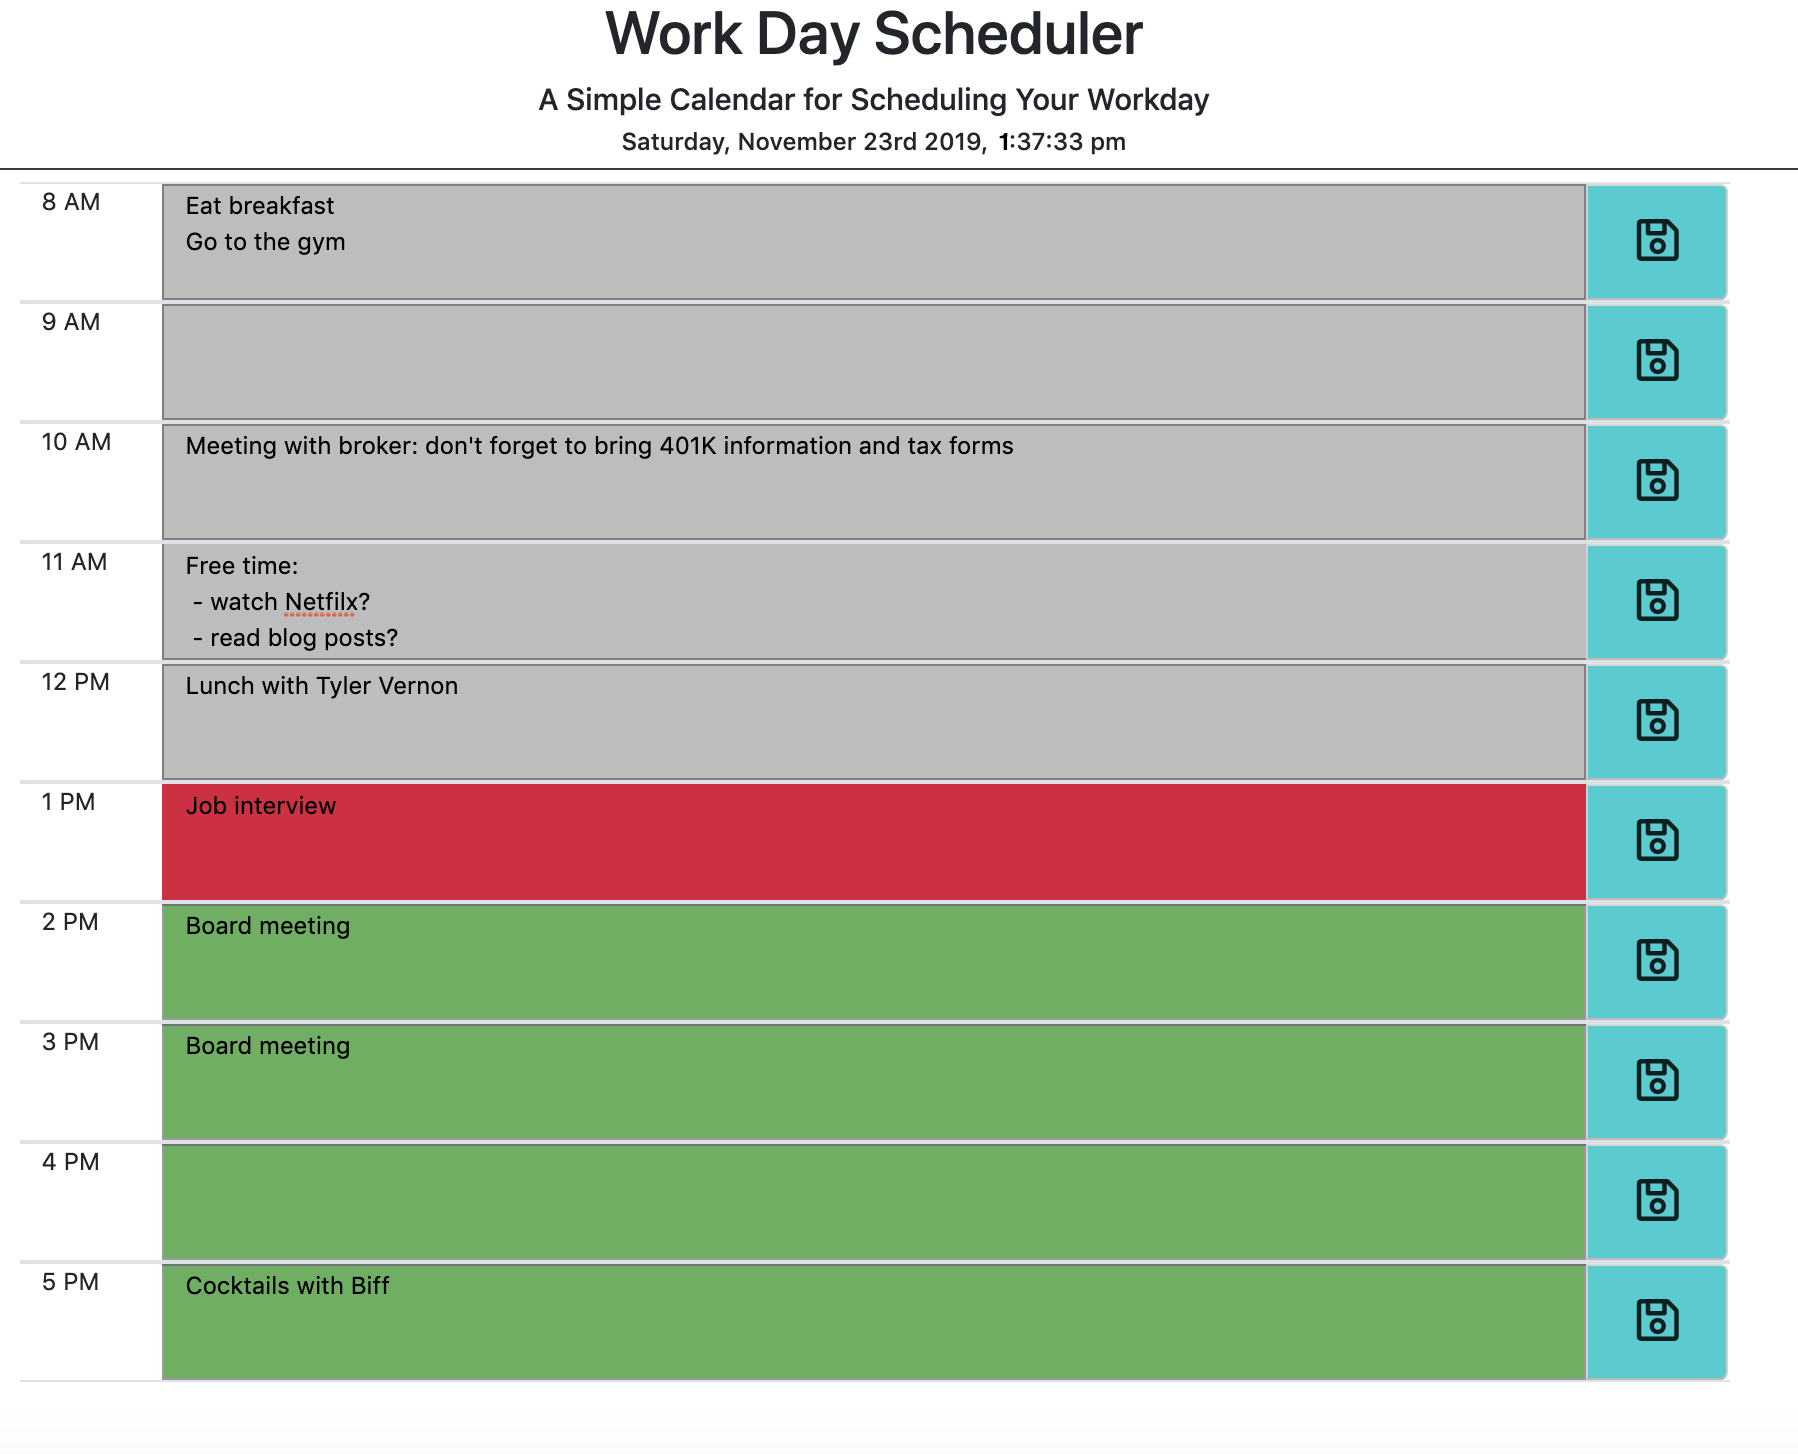 Work Day Scheduler
A Simple Calendar for Scheduling Your Workday
Saturday, November 23rd 2019, 1:37:33 pm
8 AM
Eat breakfast
Go to the gym
9 AM
10 AM
Meeting with broker: don't forget to bring 401K information and tax forms
11 AM
Free time:
- watch Netfilx?
- read blog posts?
12 PM
Lunch with Tyler Vernon
1 PM
Job interview
2 PM
Board meeting
3 PM
Board meeting
4 PM
5 PM
Cocktails with Biff